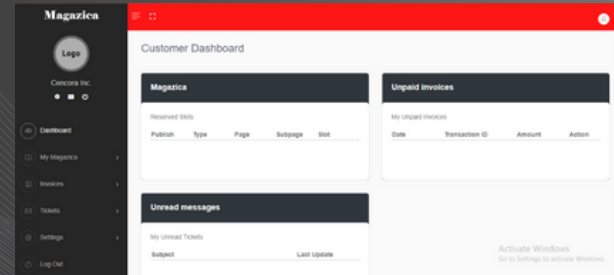 Magazica
Logo
Cencora Inc.
Dashboard
My Magazica
Invoices
Tickets
Settings
Log Out
Customer Dashboard
Magazica
Reserved Slots
Publish Type Page Subpage Slot
Unpaid invoices
My Unpaid Invoices
Date Transaction ID Amount Action
Unread messages
My Unread Tickets
Subject Last Update
Activate Windows
Go to Settings to activate Windows.